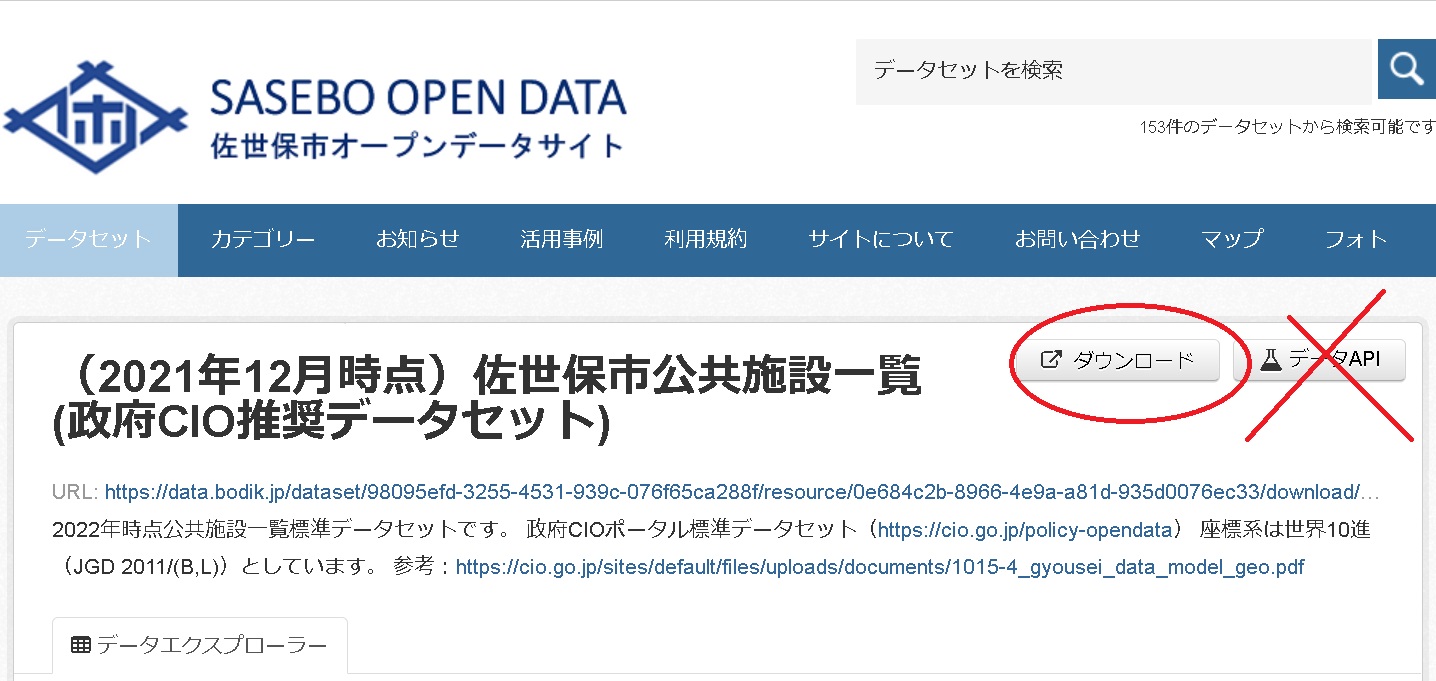 SASEBO OPEN DATA
佐世保市オープンデータサイト
データセットを検索
153件のデータセットから検索可能です
データセット カテゴリー お知らせ 活用事例 利用規約 サイトについて お問い合わせ マップ フォト
（2021年12月時点）佐世保市公共施設一覧
(政府CIO推奨データセット)
ダウンロード データAPI
URL: https://data.bodik.jp/dataset/98095efd-3255-4531-939c-076f65ca288f/resource/0e684c2b-8966-4e9a-a81d-935d0076ec33/download/…
2022年時点公共施設一覧標準データセットです。 政府CIOポータル標準データセット（https://cio.go.jp/policy-opendata） 座標系は世界10進
（JGD 2011/(B,L)）としています。 参考：https://cio.go.jp/sites/default/files/uploads/documents/1015-4_gyousei_data_model_geo.pdf
データエクスプローラー